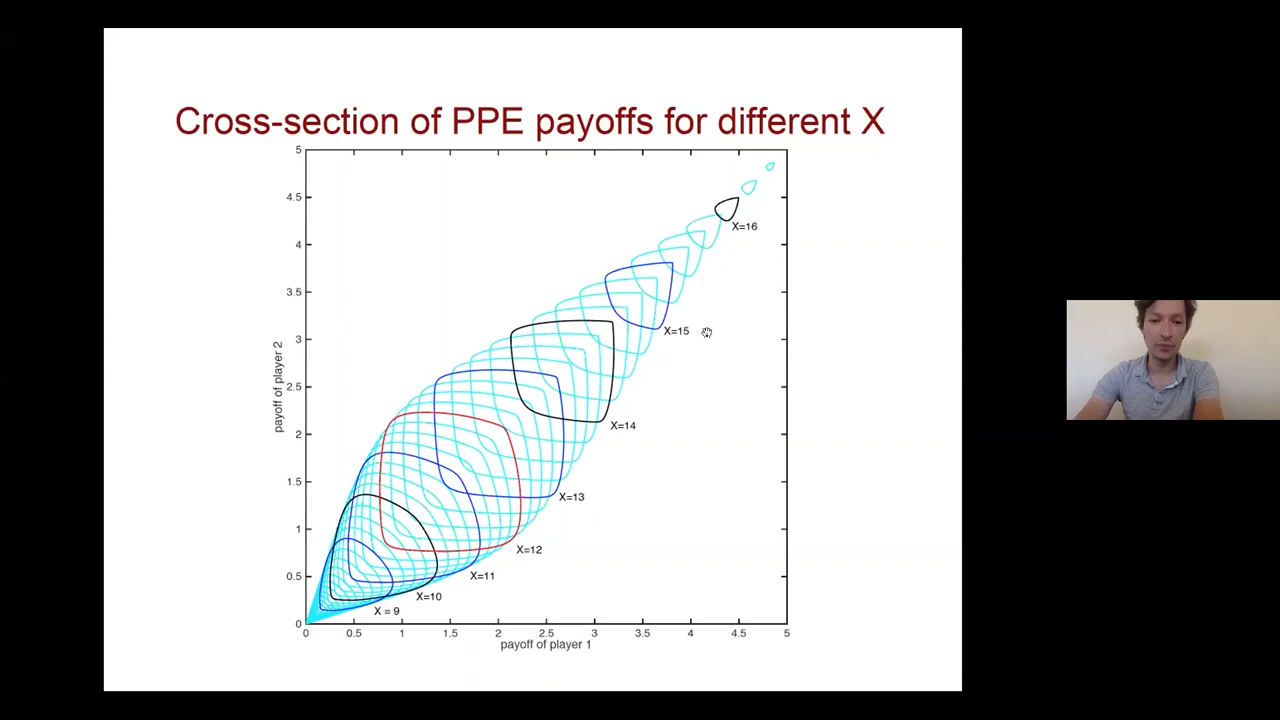 Cross-section of PPE payoffs for different X
5
4.5
4
3.5
3
2.5
2
1.5
1
0.5
0
payoff of player 2
X=16
X=15
X=14
X=13
X=12
X=11
X=10
X = 9
0 0.5 1 1.5 2 2.5 3 3.5 4 4.5 5
payoff of player 1